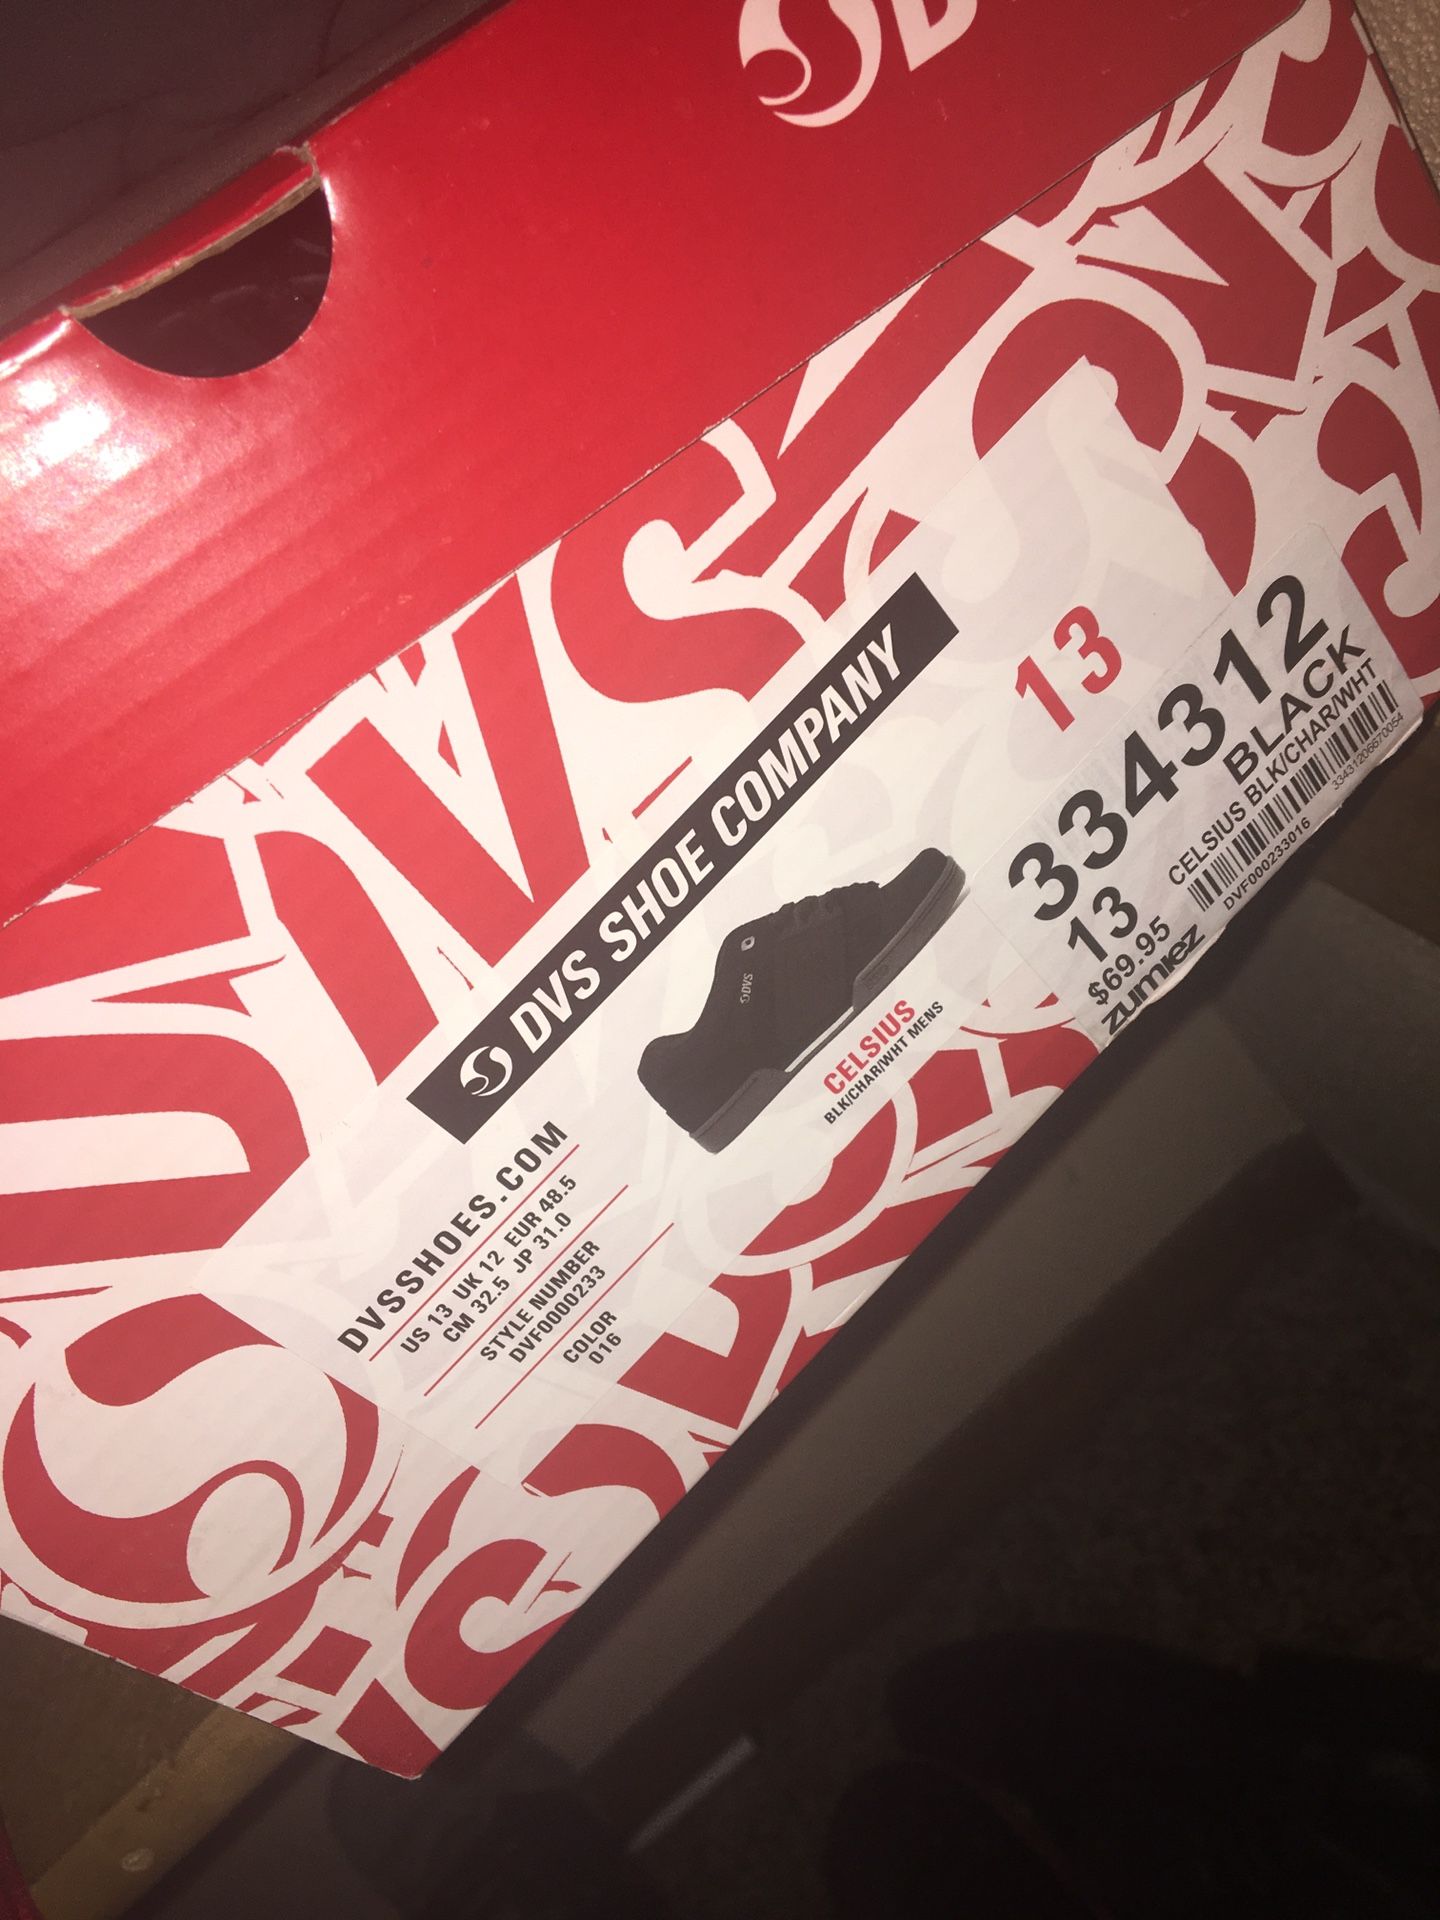 DVS SHOE COMPANY
13
DVSSHOES.COM
US 13 UK 12 EUR 48.5
CM 32.5 JP 31.0
STYLE NUMBER
DVF0000233
COLOR
016
DVS
CELSIUS
BLK/CHAR/WHT MENS
334312
BLACK
13
CELSIUS BLK/CHAR/WHT
$69.95
zumiez
33431206670054
DVF000233016